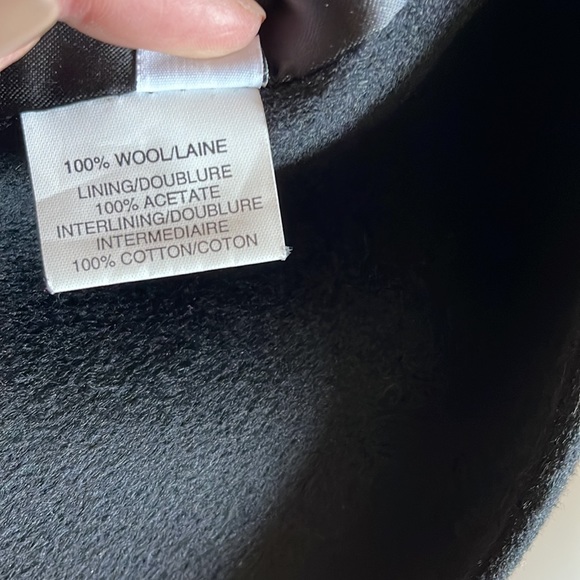 100% WOOL/LAINE
LINING/DOUBLURE
100% ACETATE
INTERLINING/DOUBLURE
INTERMEDIAIRE
100% COTTON/COTON